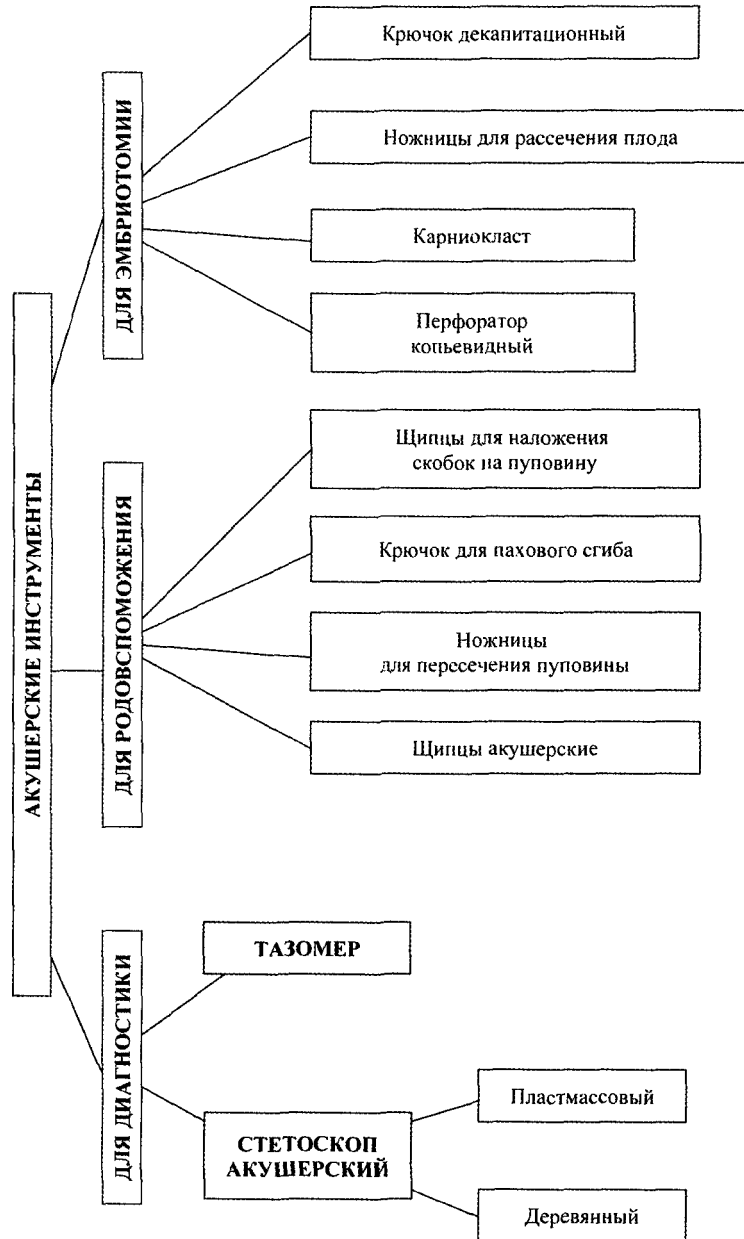 АКУШЕРСКИЕ ИНСТРУМЕНТЫ
ДЛЯ ЭМБРИОТОМИИ
Крючок декапитационный
Ножницы для рассечения плода
Карниокласт
Перфоратор
копьевидный
ДЛЯ РОДОВСПОМОЖЕНИЯ
Щипцы для наложения
скобок на пуповину
Крючок для пахового сгиба
Ножницы
для пересечения пуповины
Щипцы акушерские
ДЛЯ ДИАГНОСТИКИ
ТАЗОМЕР
СТЕТОСКОП
АКУШЕРСКИЙ
Пластмассовый
Деревянный